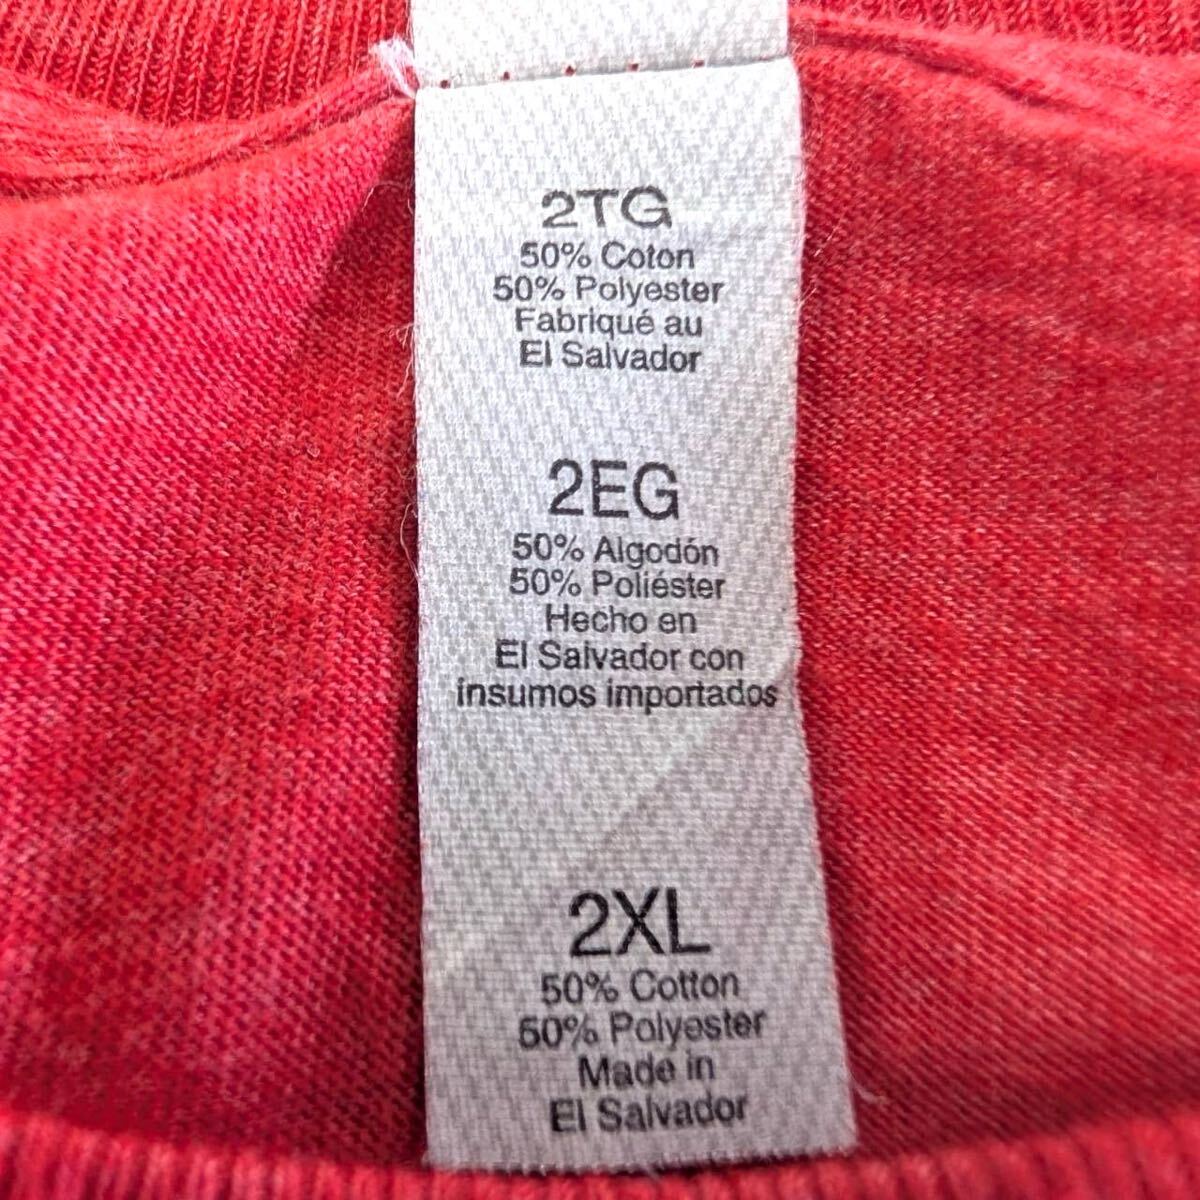 2TG
50% Coton
50% Polyester
Fabriqué au
El Salvador
2EG
50% Algodón
50% Poliéster
Hecho en
El Salvador con
insumos importados
2XL
50% Cotton
50% Polyester
Made in
El Salvador